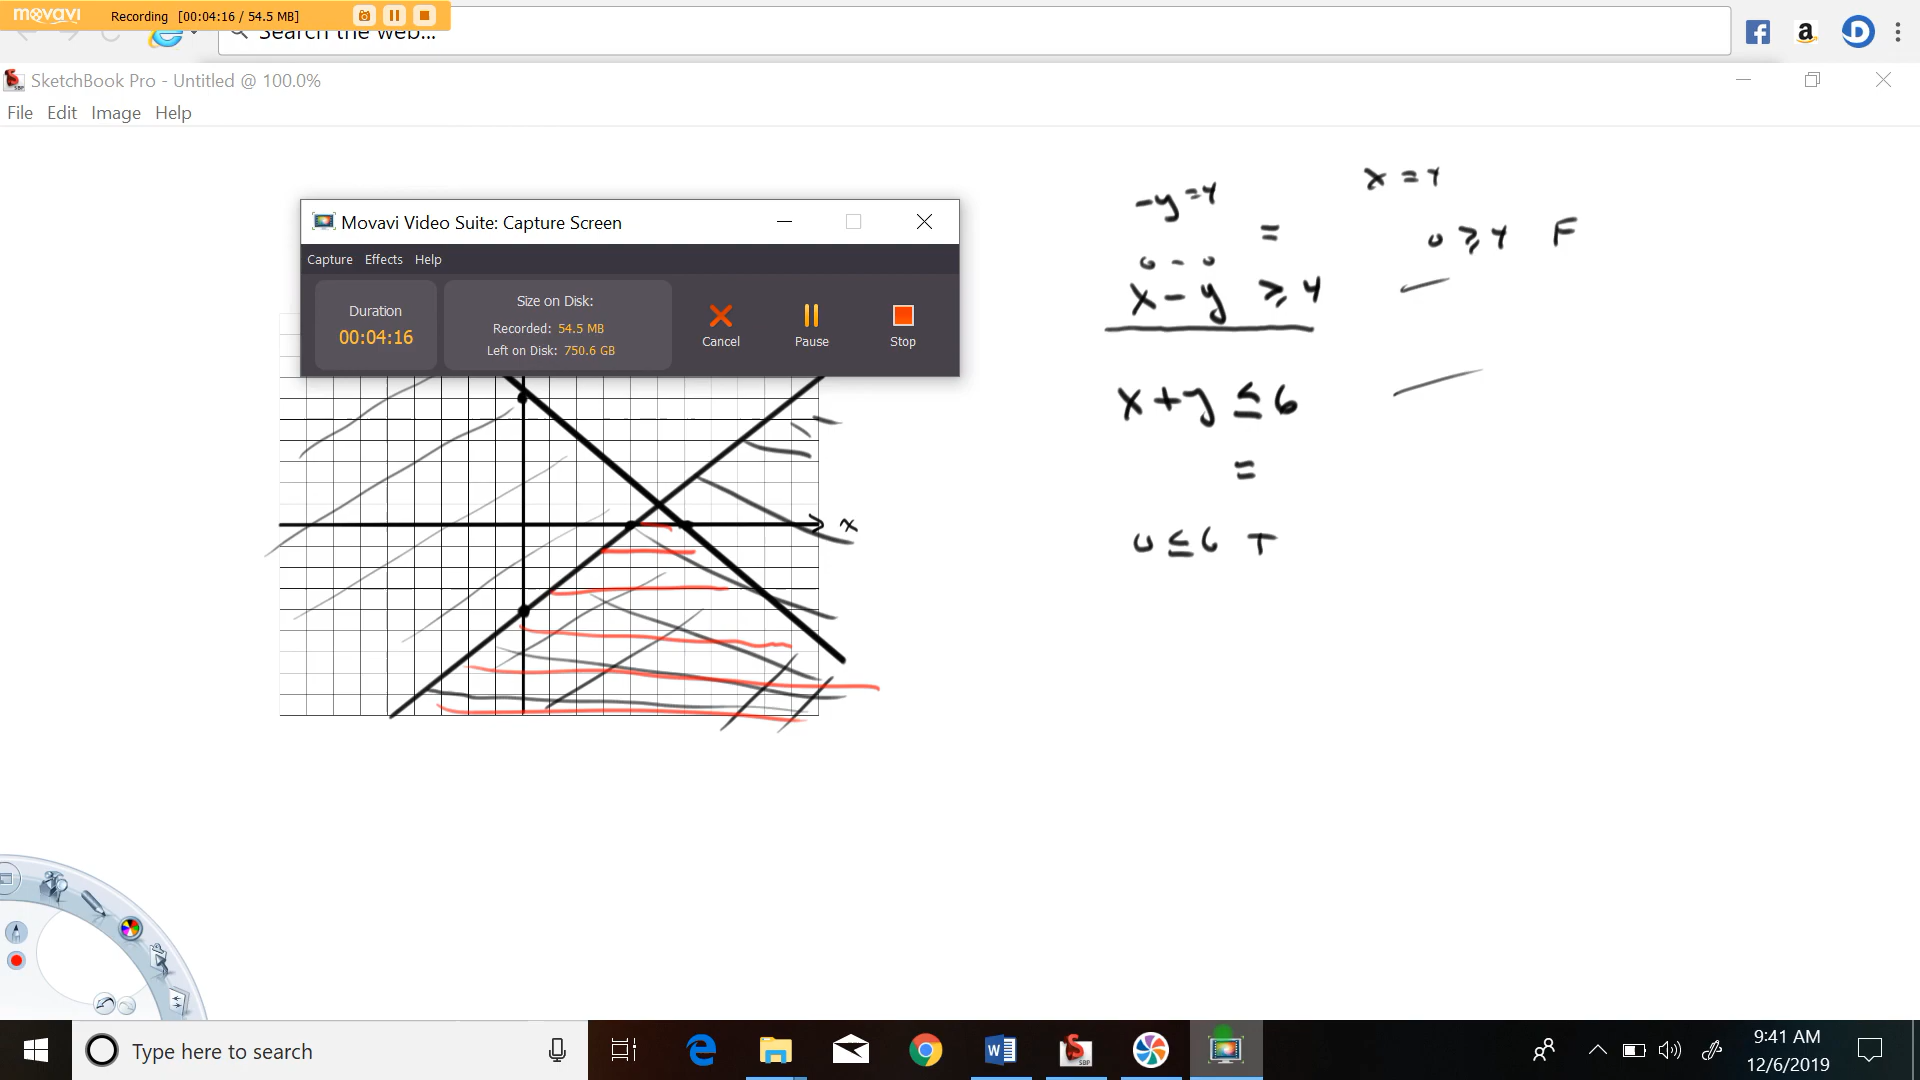 movavi Recording [00:04:16 / 54.5 MB]
Search the web...
SketchBook Pro - Untitled @ 100.0%
File Edit Image Help
Movavi Video Suite: Capture Screen
Capture Effects Help
Duration
00:04:16
Size on Disk:
Recorded: 54.5 MB
Left on Disk: 750.6 GB
Cancel
Pause
Stop
x
-y=4
x = 4
=
0 ≥ 4 F
0 - 0
x - y ≥ 4
x + y ≤ 6
=
0 ≤ 6 T
Type here to search
9:41 AM
12/6/2019